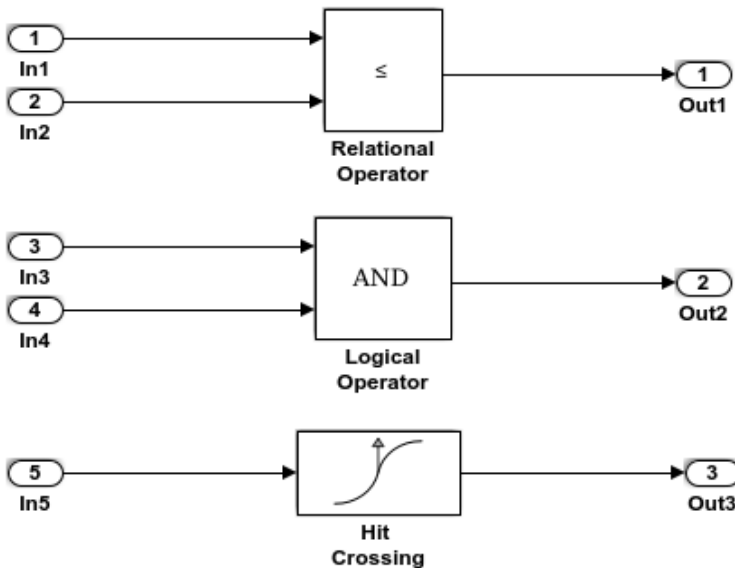 1
In1
2
In2
≤
Relational
Operator
1
Out1
3
In3
4
In4
AND
Logical
Operator
2
Out2
5
In5
Hit
Crossing
3
Out3